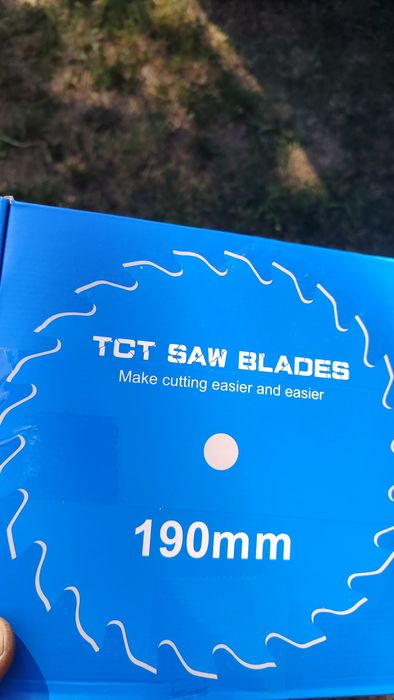 TCT SAW BLADES
Make cutting easier and easier
190mm